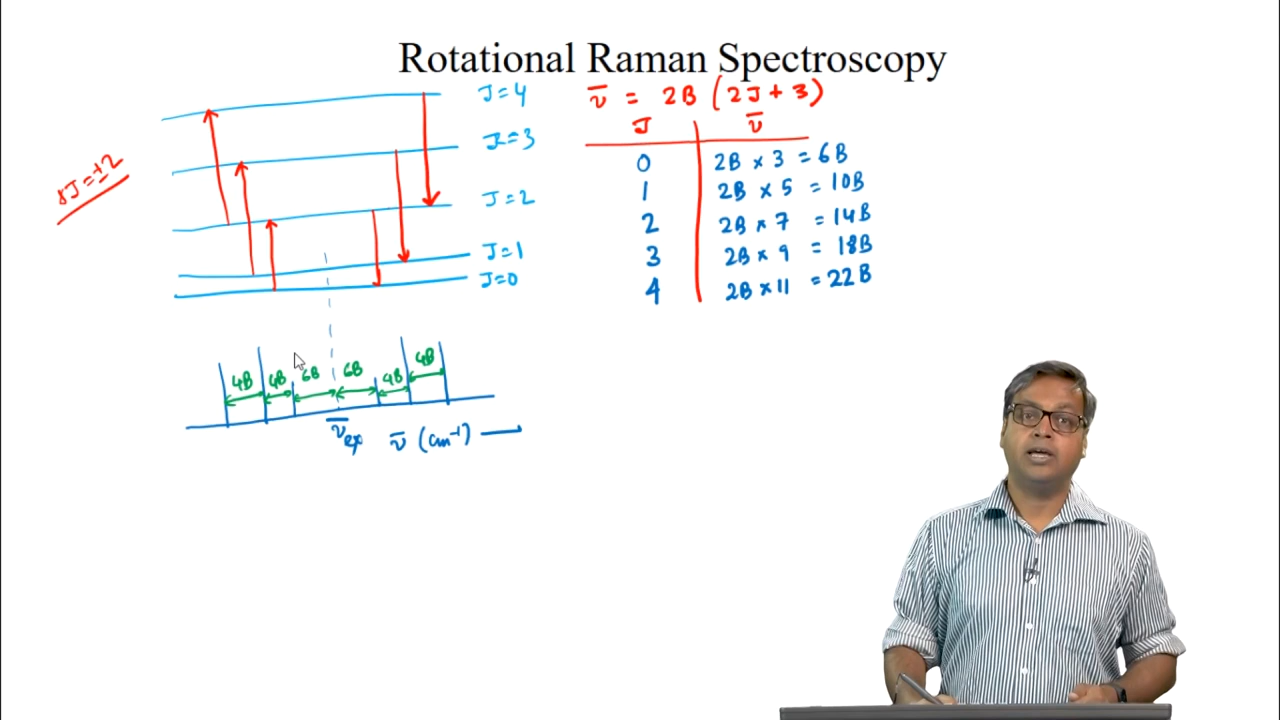 Rotational Raman Spectroscopy
J=4
J=3
J=2
J=1
J=0
δJ=±2
ν̅ = 2B (2J+3)
J ν̅
0 2B × 3 = 6B
1 2B × 5 = 10B
2 2B × 7 = 14B
3 2B × 9 = 18B
4 2B × 11 = 22B
4B 4B 6B 6B 4B 4B
ν̅ex ν̅ (cm⁻¹)